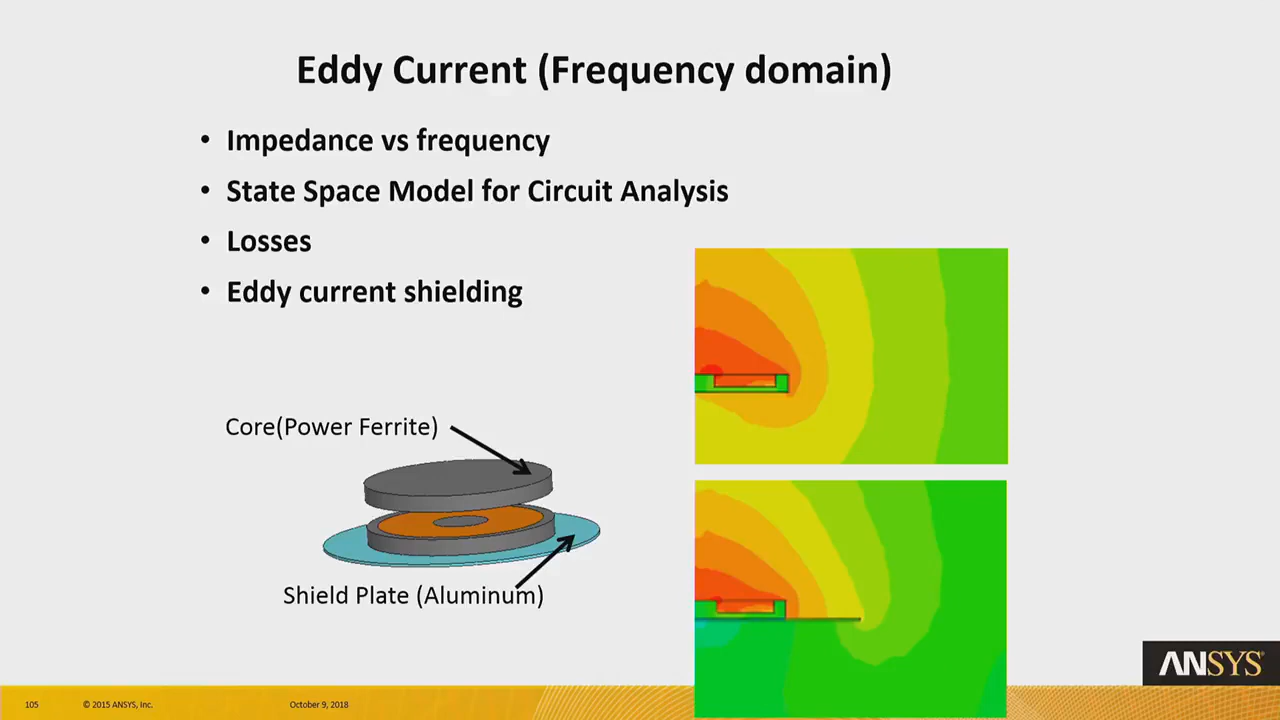 Eddy Current (Frequency domain)
• Impedance vs frequency
• State Space Model for Circuit Analysis
• Losses
• Eddy current shielding
Core(Power Ferrite)
Shield Plate (Aluminum)
ANSYS®
105 © 2015 ANSYS, Inc. October 9, 2018